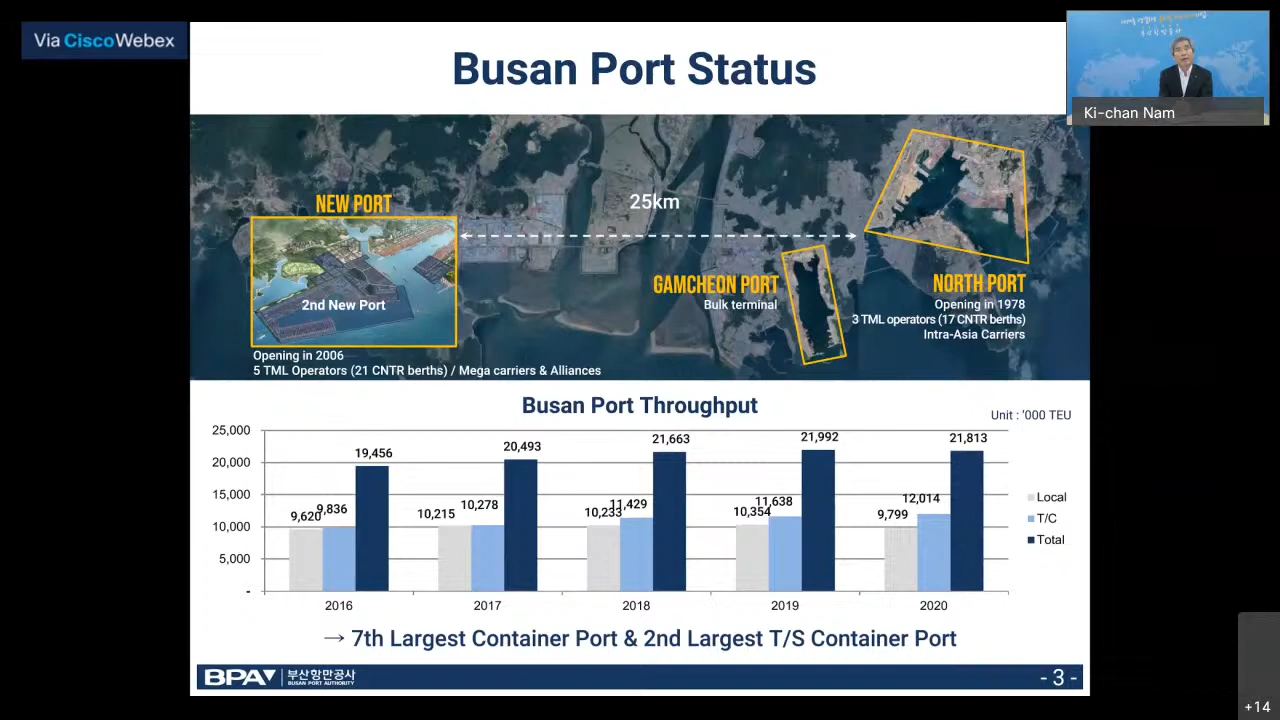 Via Cisco Webex
Busan Port Status
Ki-chan Nam
NEW PORT
25km
2nd New Port
GAMCHEON PORT
Bulk terminal
NORTH PORT
Opening in 1978
3 TML operators (17 CNTR berths)
Intra-Asia Carriers
Opening in 2006
5 TML Operators (21 CNTR berths) / Mega carriers & Alliances
Busan Port Throughput
Unit : '000 TEU
25,000
20,000
15,000
10,000
5,000
-
9,620 9,836 19,456
10,215 10,278 20,493
10,233 11,429 21,663
10,354 11,638 21,992
9,799 12,014 21,813
2016 2017 2018 2019 2020
Local
T/C
Total
→ 7th Largest Container Port & 2nd Largest T/S Container Port
BPA 부산항만공사
BUSAN PORT AUTHORITY
- 3 -
+14